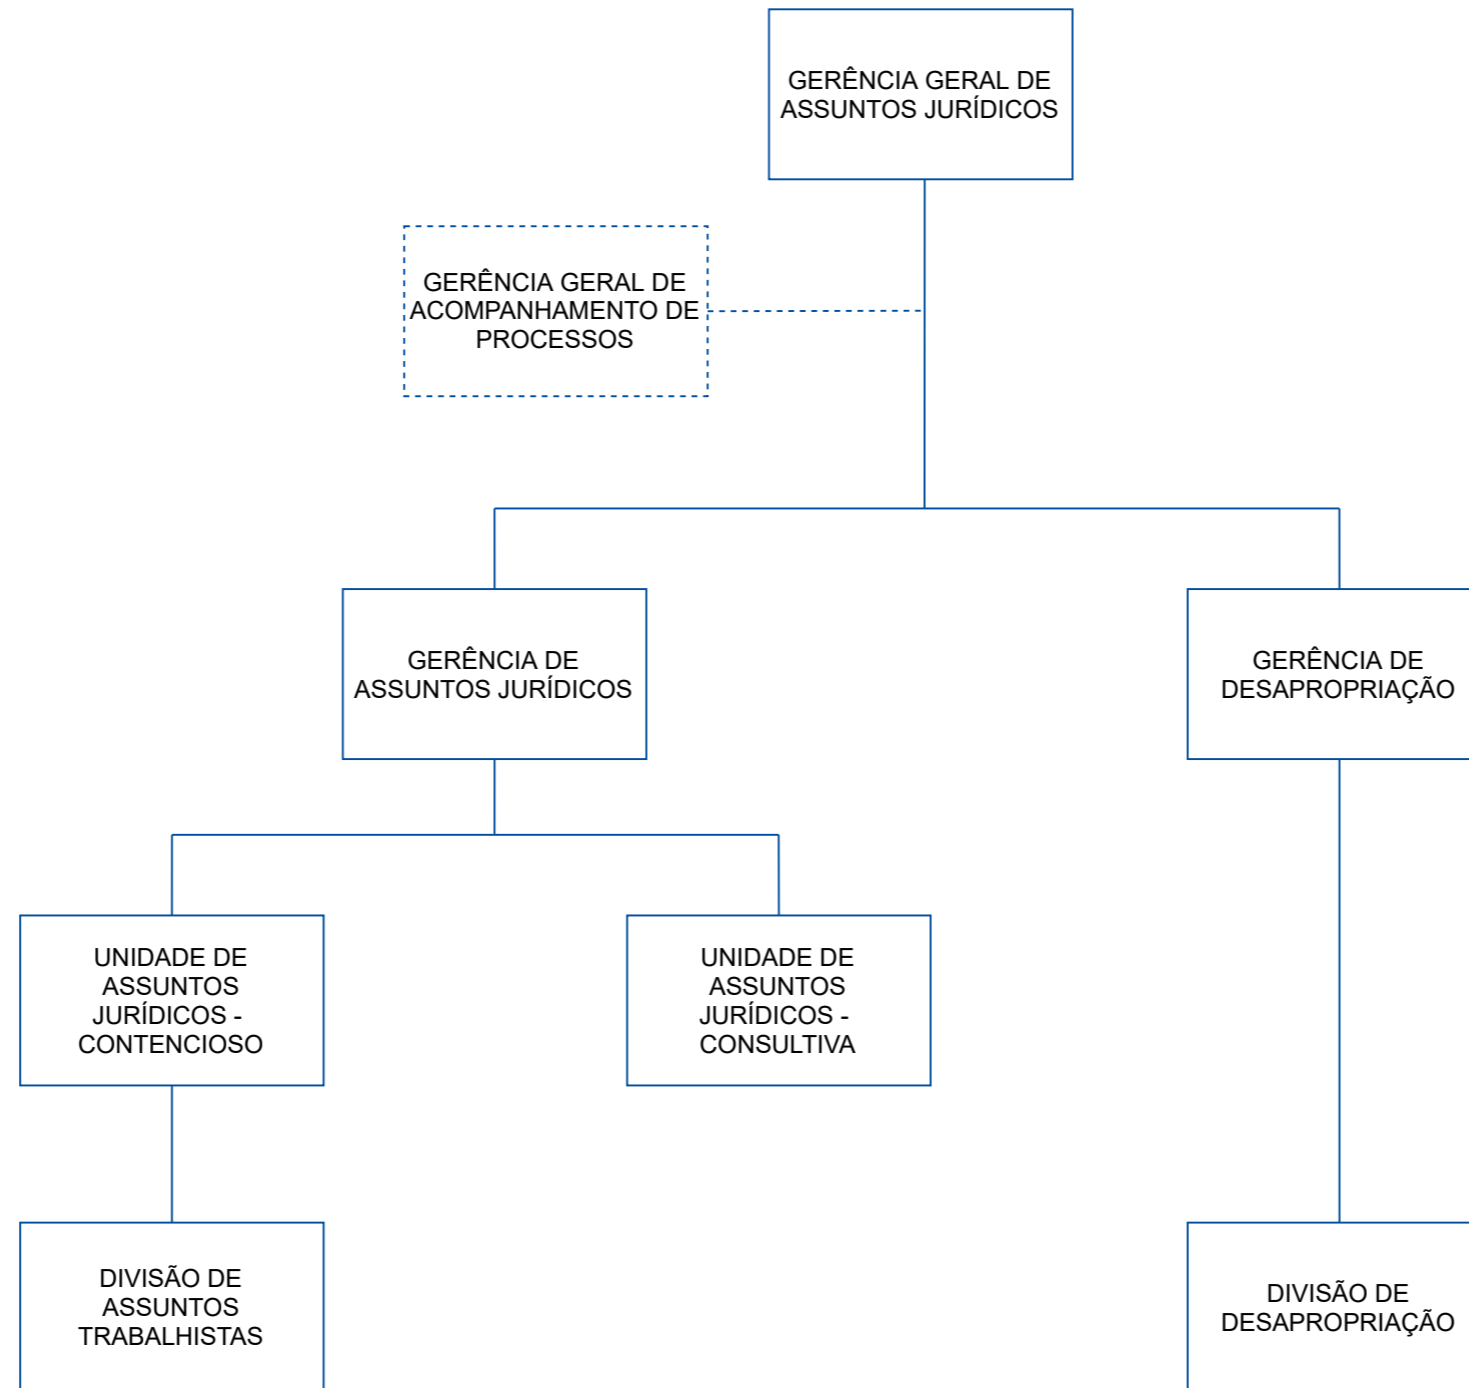 GERÊNCIA GERAL DE
ASSUNTOS JURÍDICOS
GERÊNCIA GERAL DE
ACOMPANHAMENTO DE
PROCESSOS
GERÊNCIA DE
ASSUNTOS JURÍDICOS
GERÊNCIA DE
DESAPROPRIAÇÃO
UNIDADE DE
ASSUNTOS
JURÍDICOS -
CONTENCIOSO
UNIDADE DE
ASSUNTOS
JURÍDICOS -
CONSULTIVA
DIVISÃO DE
ASSUNTOS
TRABALHISTAS
DIVISÃO DE
DESAPROPRIAÇÃO